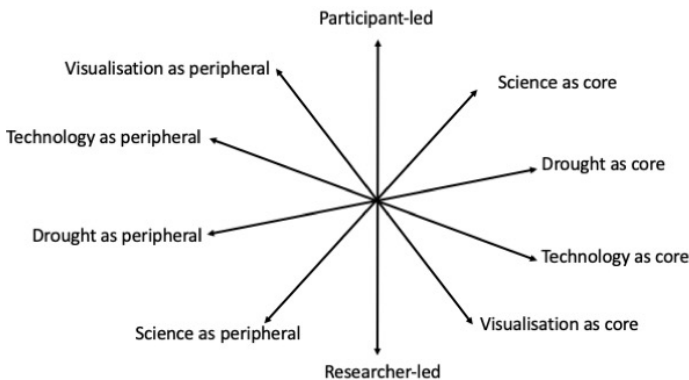 Participant-led
Visualisation as peripheral
Science as core
Technology as peripheral
Drought as core
Drought as peripheral
Technology as core
Visualisation as core
Science as peripheral
Researcher-led